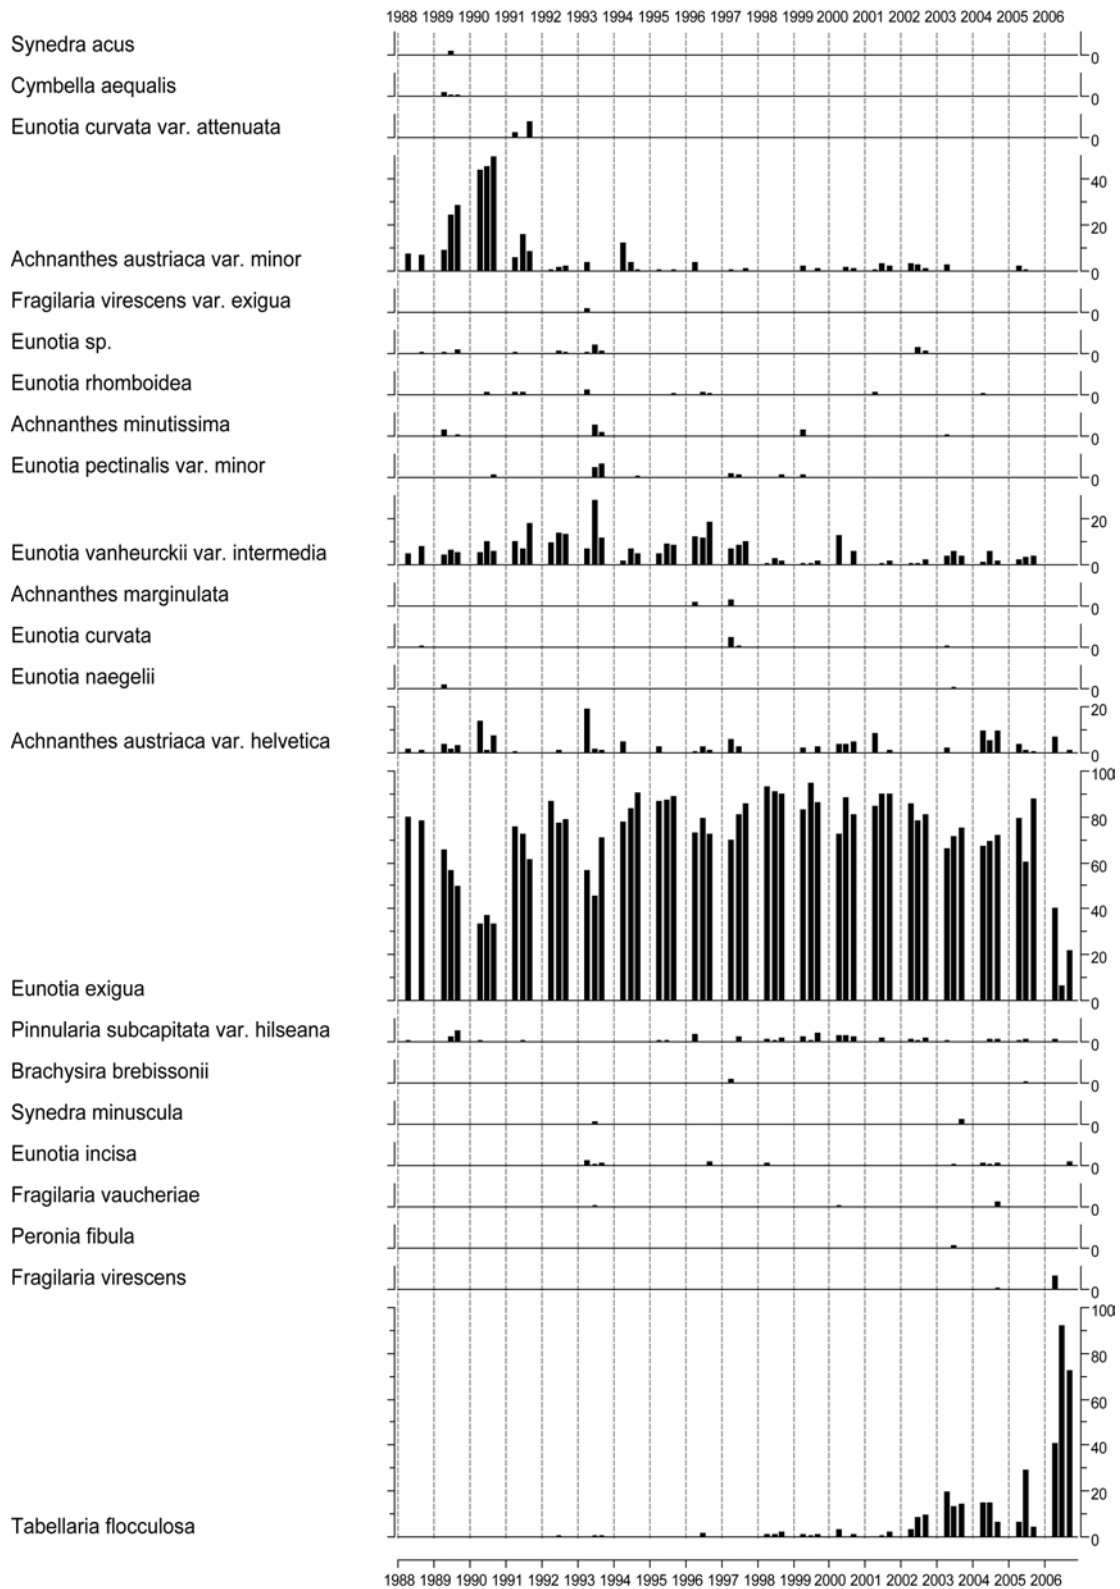 1988 1989 1990 1991 1992 1993 1994 1995 1996 1997 1998 1999 2000 2001 2002 2003 2004 2005 2006
Synedra acus 0
Cymbella aequalis 0
Eunotia curvata var. attenuata 0
40
20
Achnanthes austriaca var. minor 0
Fragilaria virescens var. exigua 0
Eunotia sp. 0
Eunotia rhomboidea 0
Achnanthes minutissima 0
Eunotia pectinalis var. minor 0
20
Eunotia vanheurckii var. intermedia 0
Achnanthes marginulata 0
Eunotia curvata 0
Eunotia naegelii 0
20
Achnanthes austriaca var. helvetica 0
100
80
60
40
20
Eunotia exigua 0
Pinnularia subcapitata var. hilseana 0
Brachysira brebissonii 0
Synedra minuscula 0
Eunotia incisa 0
Fragilaria vaucheriae 0
Peronia fibula 0
Fragilaria virescens 0
100
80
60
40
20
Tabellaria flocculosa 0
1988 1989 1990 1991 1992 1993 1994 1995 1996 1997 1998 1999 2000 2001 2002 2003 2004 2005 2006